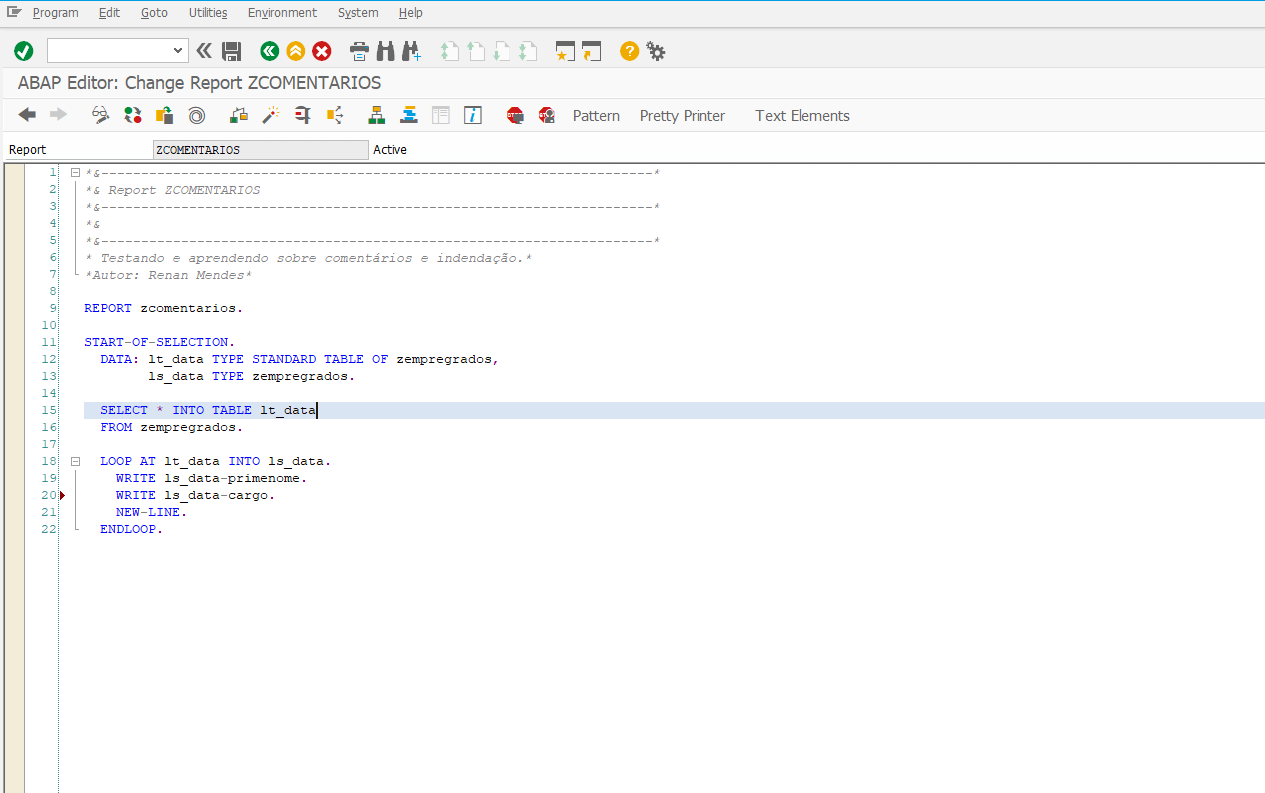 Program Edit Goto Utilities Environment System Help
ABAP Editor: Change Report ZCOMENTARIOS
Pattern Pretty Printer Text Elements
Report ZCOMENTARIOS Active
1 *&---------------------------------------------------------------------*
2 *& Report ZCOMENTARIOS
3 *&---------------------------------------------------------------------*
4 *&
5 *&---------------------------------------------------------------------*
6 * Testando e aprendendo sobre comentários e indendação.*
7 *Autor: Renan Mendes*
8
9 REPORT zcomentarios.
10
11 START-OF-SELECTION.
12 DATA: lt_data TYPE STANDARD TABLE OF zempregrados,
13 ls_data TYPE zempregrados.
14
15 SELECT * INTO TABLE lt_data
16 FROM zempregrados.
17
18 LOOP AT lt_data INTO ls_data.
19 WRITE ls_data-primenome.
20 WRITE ls_data-cargo.
21 NEW-LINE.
22 ENDLOOP.